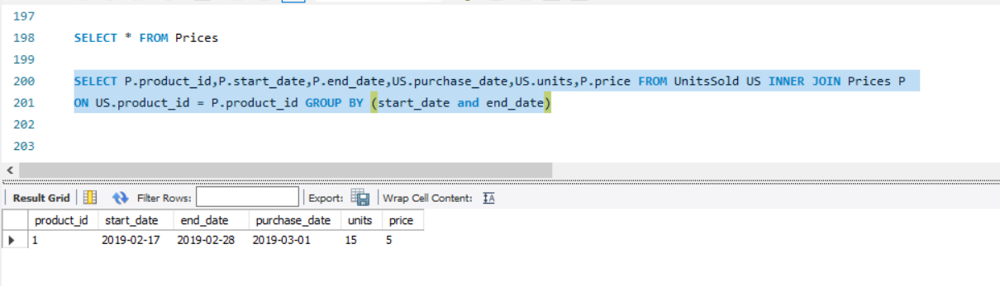 197
198 SELECT * FROM Prices
199
200 SELECT P.product_id,P.start_date,P.end_date,US.purchase_date,US.units,P.price FROM UnitsSold US INNER JOIN Prices P
201 ON US.product_id = P.product_id GROUP BY (start_date and end_date)
202
203
Result Grid Filter Rows: Export: Wrap Cell Content: IA
product_id start_date end_date purchase_date units price
1 2019-02-17 2019-02-28 2019-03-01 15 5